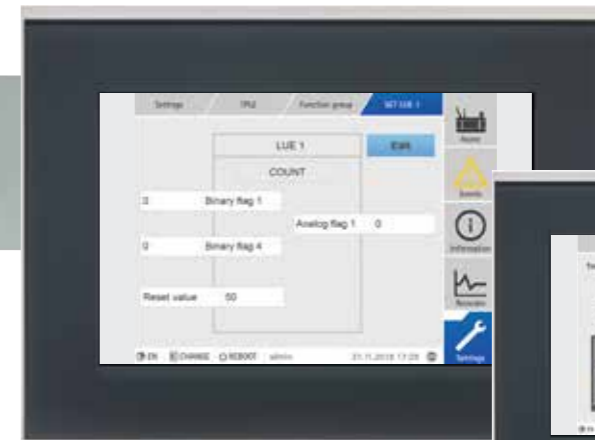 Settings
Function group
SET LUE 1
LUE 1
Edit
COUNT
0 Binary flag 1
Analog flag 1 0
0 Binary flag 4
Reset value 50
EN CHANGE REBOOT admin
Home
Events
Information
Recorder
Settings